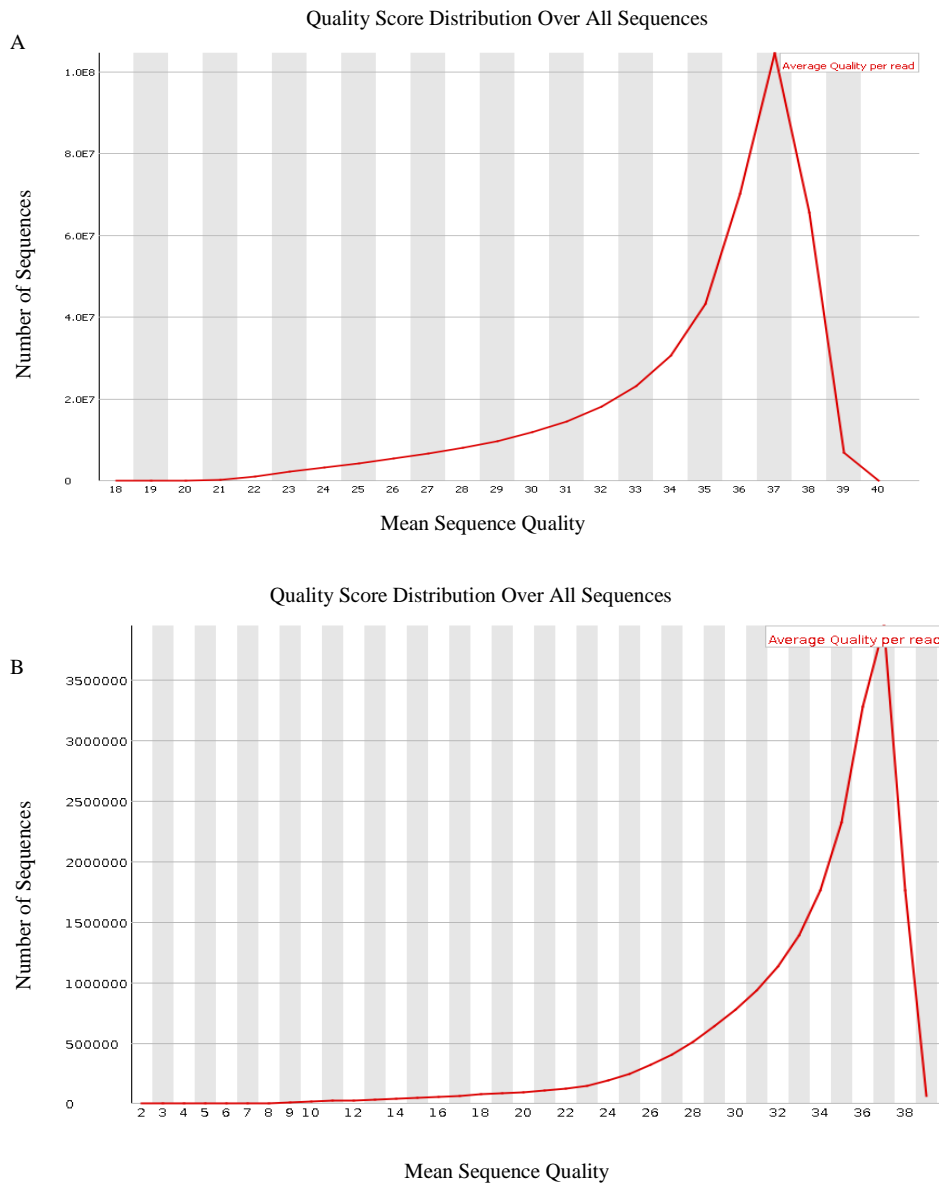 Quality Score Distribution Over All Sequences
A
Average Quality per read
1.0E8
8.0E7
6.0E7
4.0E7
2.0E7
0
Number of Sequences
18 19 20 21 22 23 24 25 26 27 28 29 30 31 32 33 34 35 36 37 38 39 40
Mean Sequence Quality
Quality Score Distribution Over All Sequences
B
Average Quality per read
3500000
3000000
2500000
2000000
1500000
1000000
500000
0
Number of Sequences
2 3 4 5 6 7 8 9 10 12 14 16 18 20 22 24 26 28 30 32 34 36 38
Mean Sequence Quality